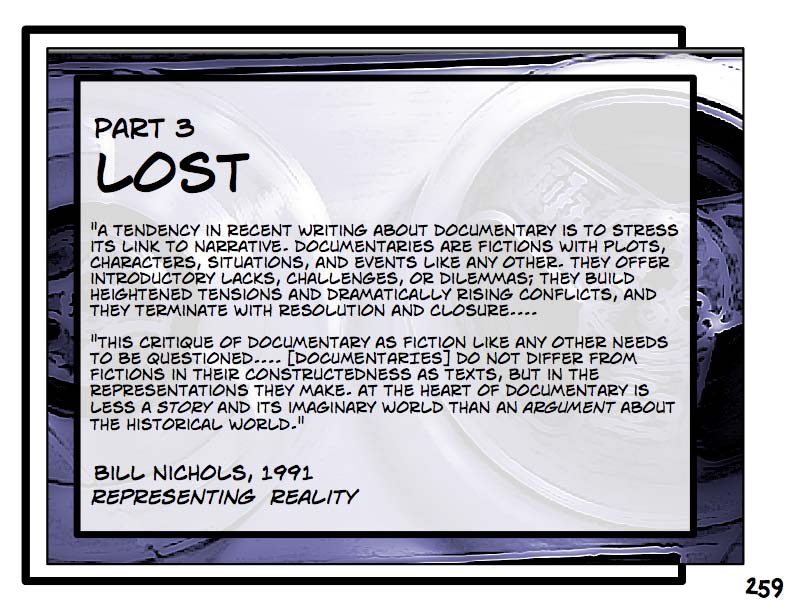 PART 3
LOST
"A TENDENCY IN RECENT WRITING ABOUT DOCUMENTARY IS TO STRESS
ITS LINK TO NARRATIVE. DOCUMENTARIES ARE FICTIONS WITH PLOTS,
CHARACTERS, SITUATIONS, AND EVENTS LIKE ANY OTHER. THEY OFFER
INTRODUCTORY LACKS, CHALLENGES, OR DILEMMAS; THEY BUILD
HEIGHTENED TENSIONS AND DRAMATICALLY RISING CONFLICTS, AND
THEY TERMINATE WITH RESOLUTION AND CLOSURE....
"THIS CRITIQUE OF DOCUMENTARY AS FICTION LIKE ANY OTHER NEEDS
TO BE QUESTIONED.... [DOCUMENTARIES] DO NOT DIFFER FROM
FICTIONS IN THEIR CONSTRUCTEDNESS AS TEXTS, BUT IN THE
REPRESENTATIONS THEY MAKE. AT THE HEART OF DOCUMENTARY IS
LESS A STORY AND ITS IMAGINARY WORLD THAN AN ARGUMENT ABOUT
THE HISTORICAL WORLD."
BILL NICHOLS, 1991
REPRESENTING REALITY
259